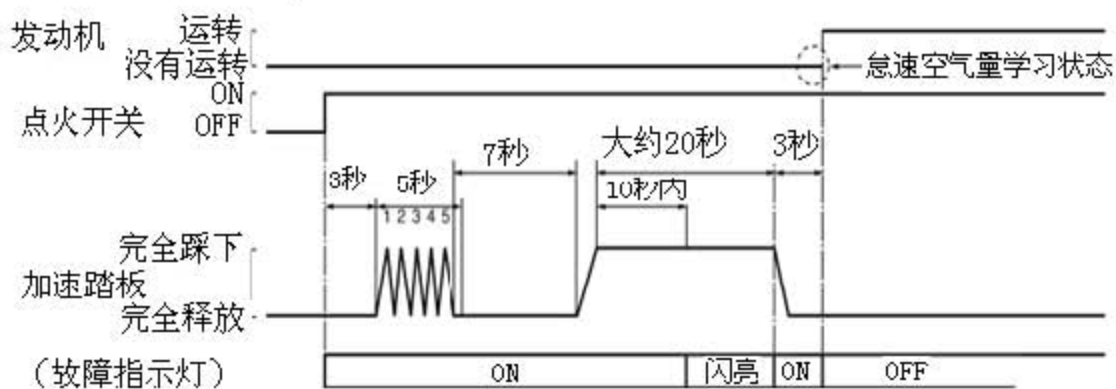 发动机
运转
没有运转
怠速空气量学习状态
点火开关
ON
OFF
3秒
5秒
7秒
大约20秒
3秒
10秒内
1 2 3 4 5
加速踏板
完全踩下
完全释放
（故障指示灯）
ON
闪亮
ON
OFF